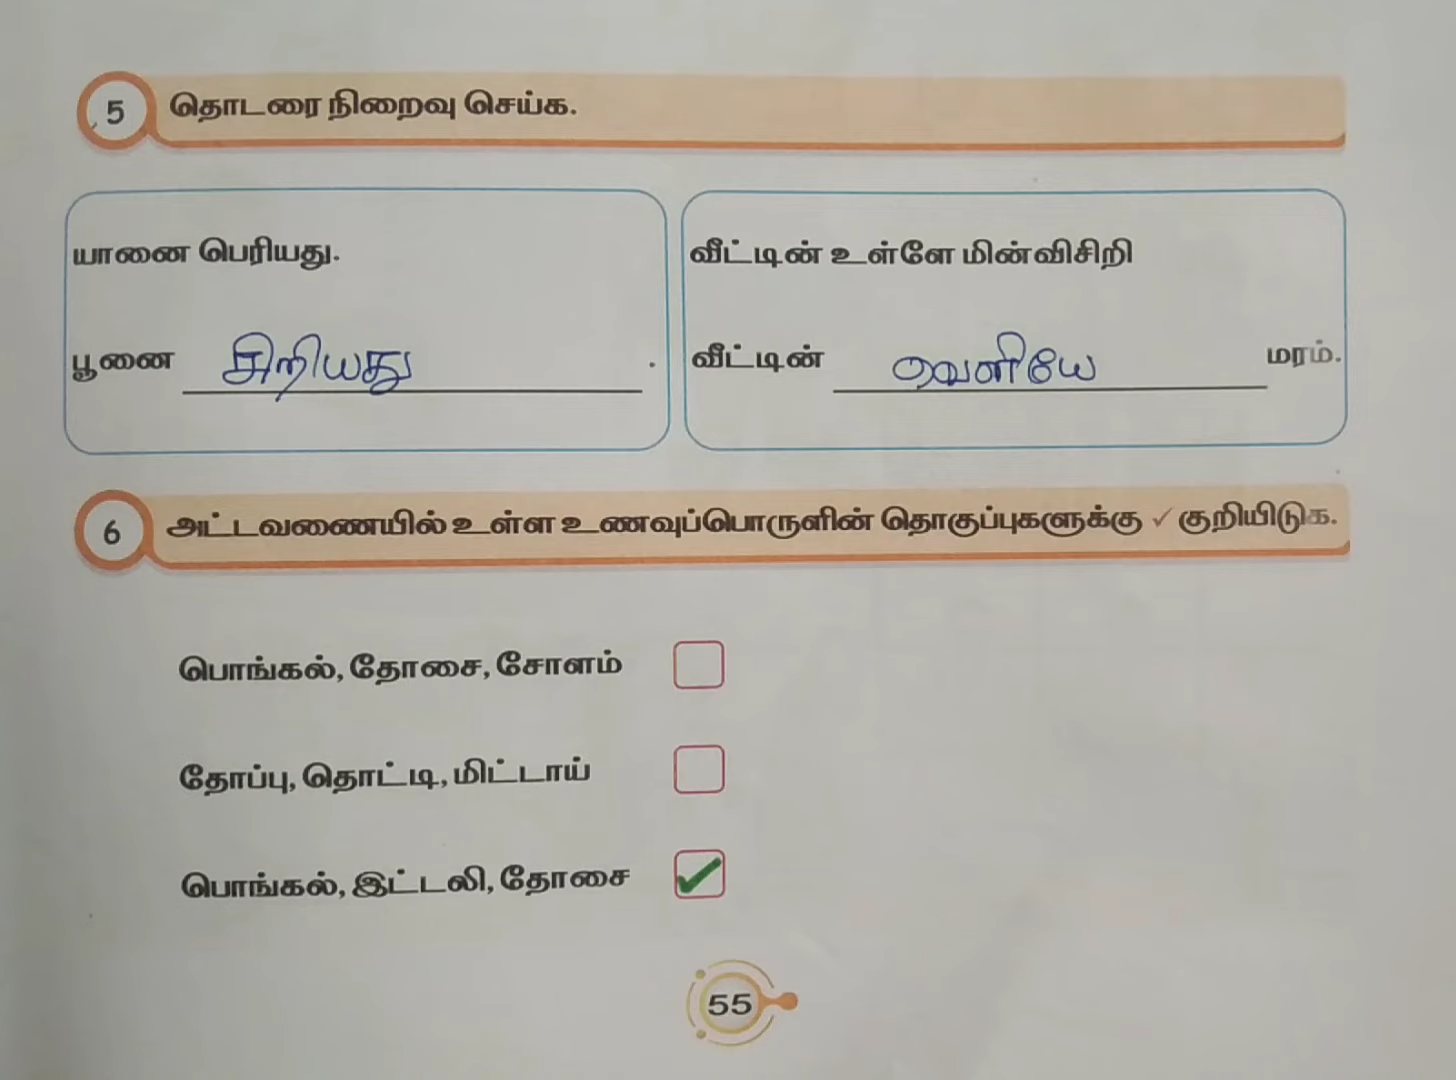 5 தொடரை நிறைவு செய்க.
யானை பெரியது.
பூனை சிறியது .
வீட்டின் உள்ளே மின்விசிறி
வீட்டின் வெளியே மரம்.
6 அட்டவணையில் உள்ள உணவுப்பொருளின் தொகுப்புகளுக்கு ✓ குறியிடுக.
பொங்கல், தோசை, சோளம்
தோப்பு, தொட்டி, மிட்டாய்
பொங்கல், இட்டலி, தோசை ✓
55